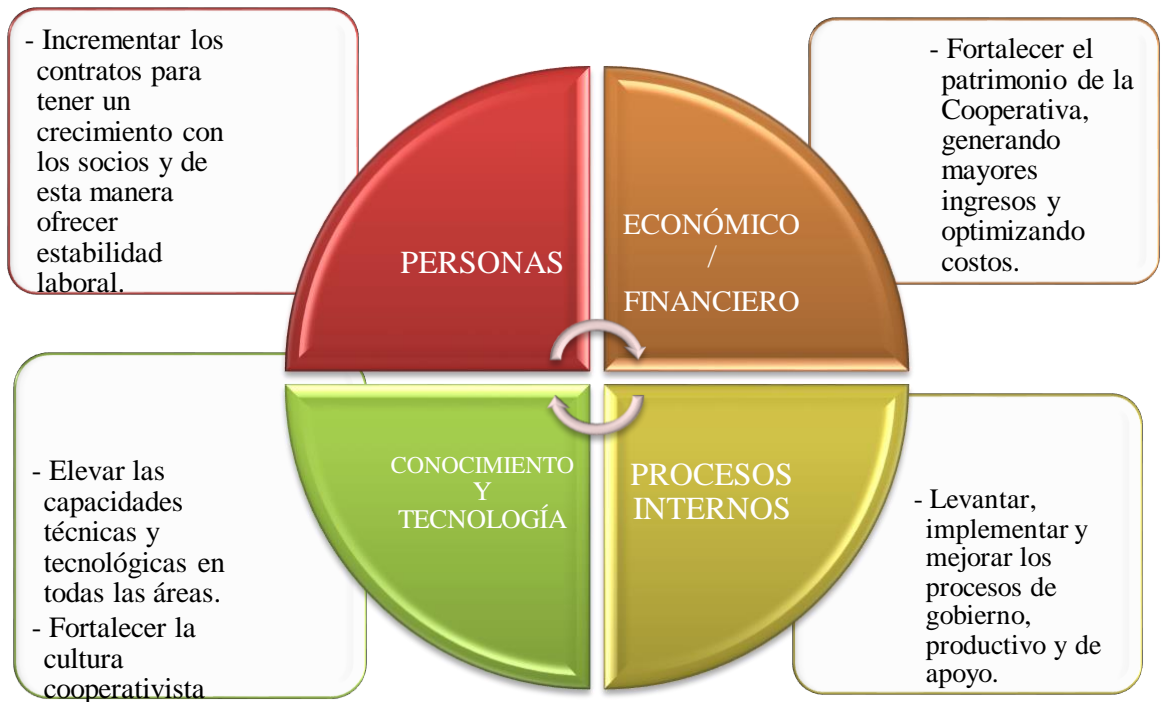 - Incrementar los
contratos para
tener un
crecimiento con
los socios y de
esta manera
ofrecer
estabilidad
laboral.
PERSONAS
ECONÓMICO
/
FINANCIERO
- Fortalecer el
patrimonio de la
Cooperativa,
generando
mayores
ingresos y
optimizando
costos.
- Elevar las
capacidades
técnicas y
tecnológicas en
todas las áreas.
- Fortalecer la
cultura
cooperativista
CONOCIMIENTO
Y
TECNOLOGÍA
PROCESOS
INTERNOS
- Levantar,
implementar y
mejorar los
procesos de
gobierno,
productivo y de
apoyo.